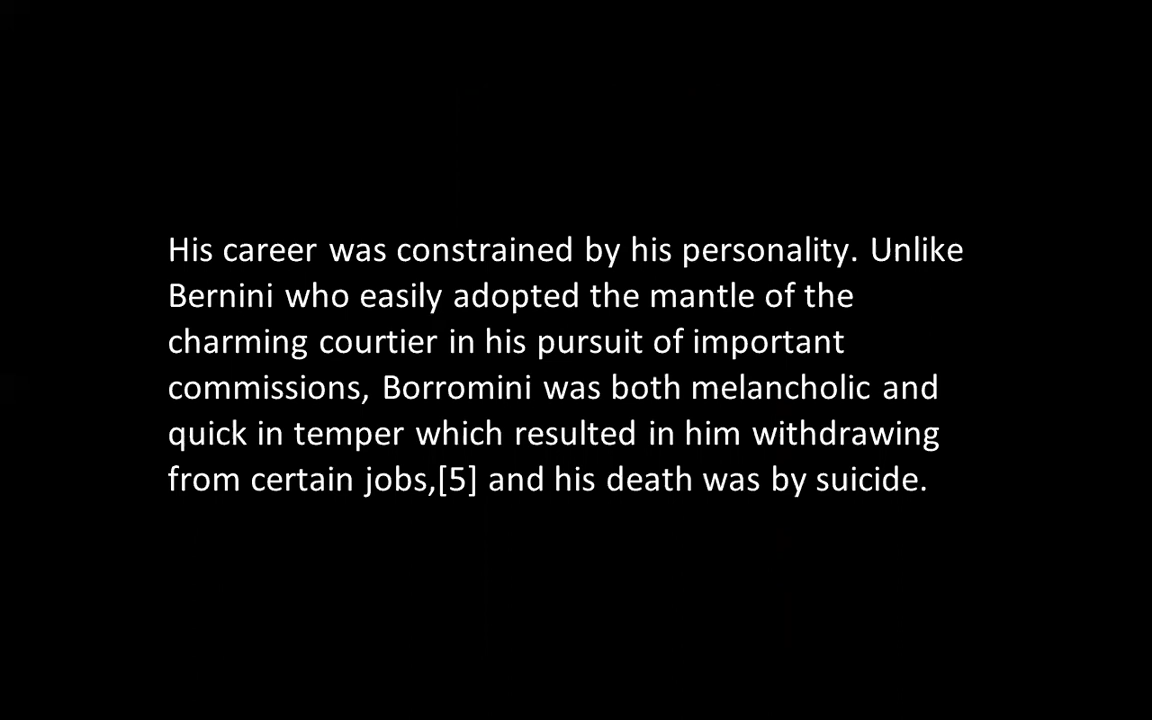 His career was constrained by his personality. Unlike
Bernini who easily adopted the mantle of the
charming courtier in his pursuit of important
commissions, Borromini was both melancholic and
quick in temper which resulted in him withdrawing
from certain jobs,[5] and his death was by suicide.